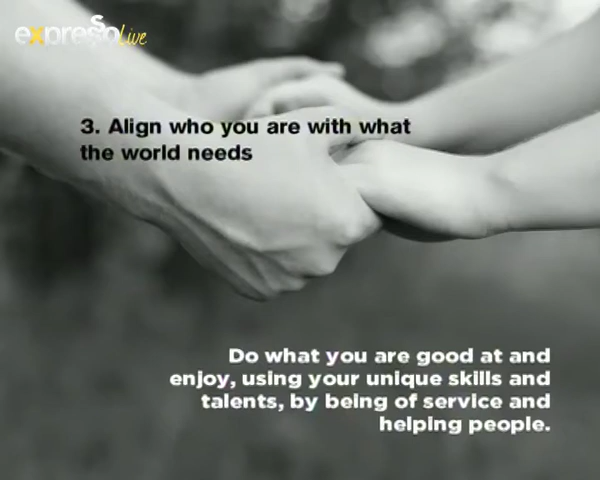 expresso Live
3. Align who you are with what
the world needs
Do what you are good at and
enjoy, using your unique skills and
talents, by being of service and
helping people.